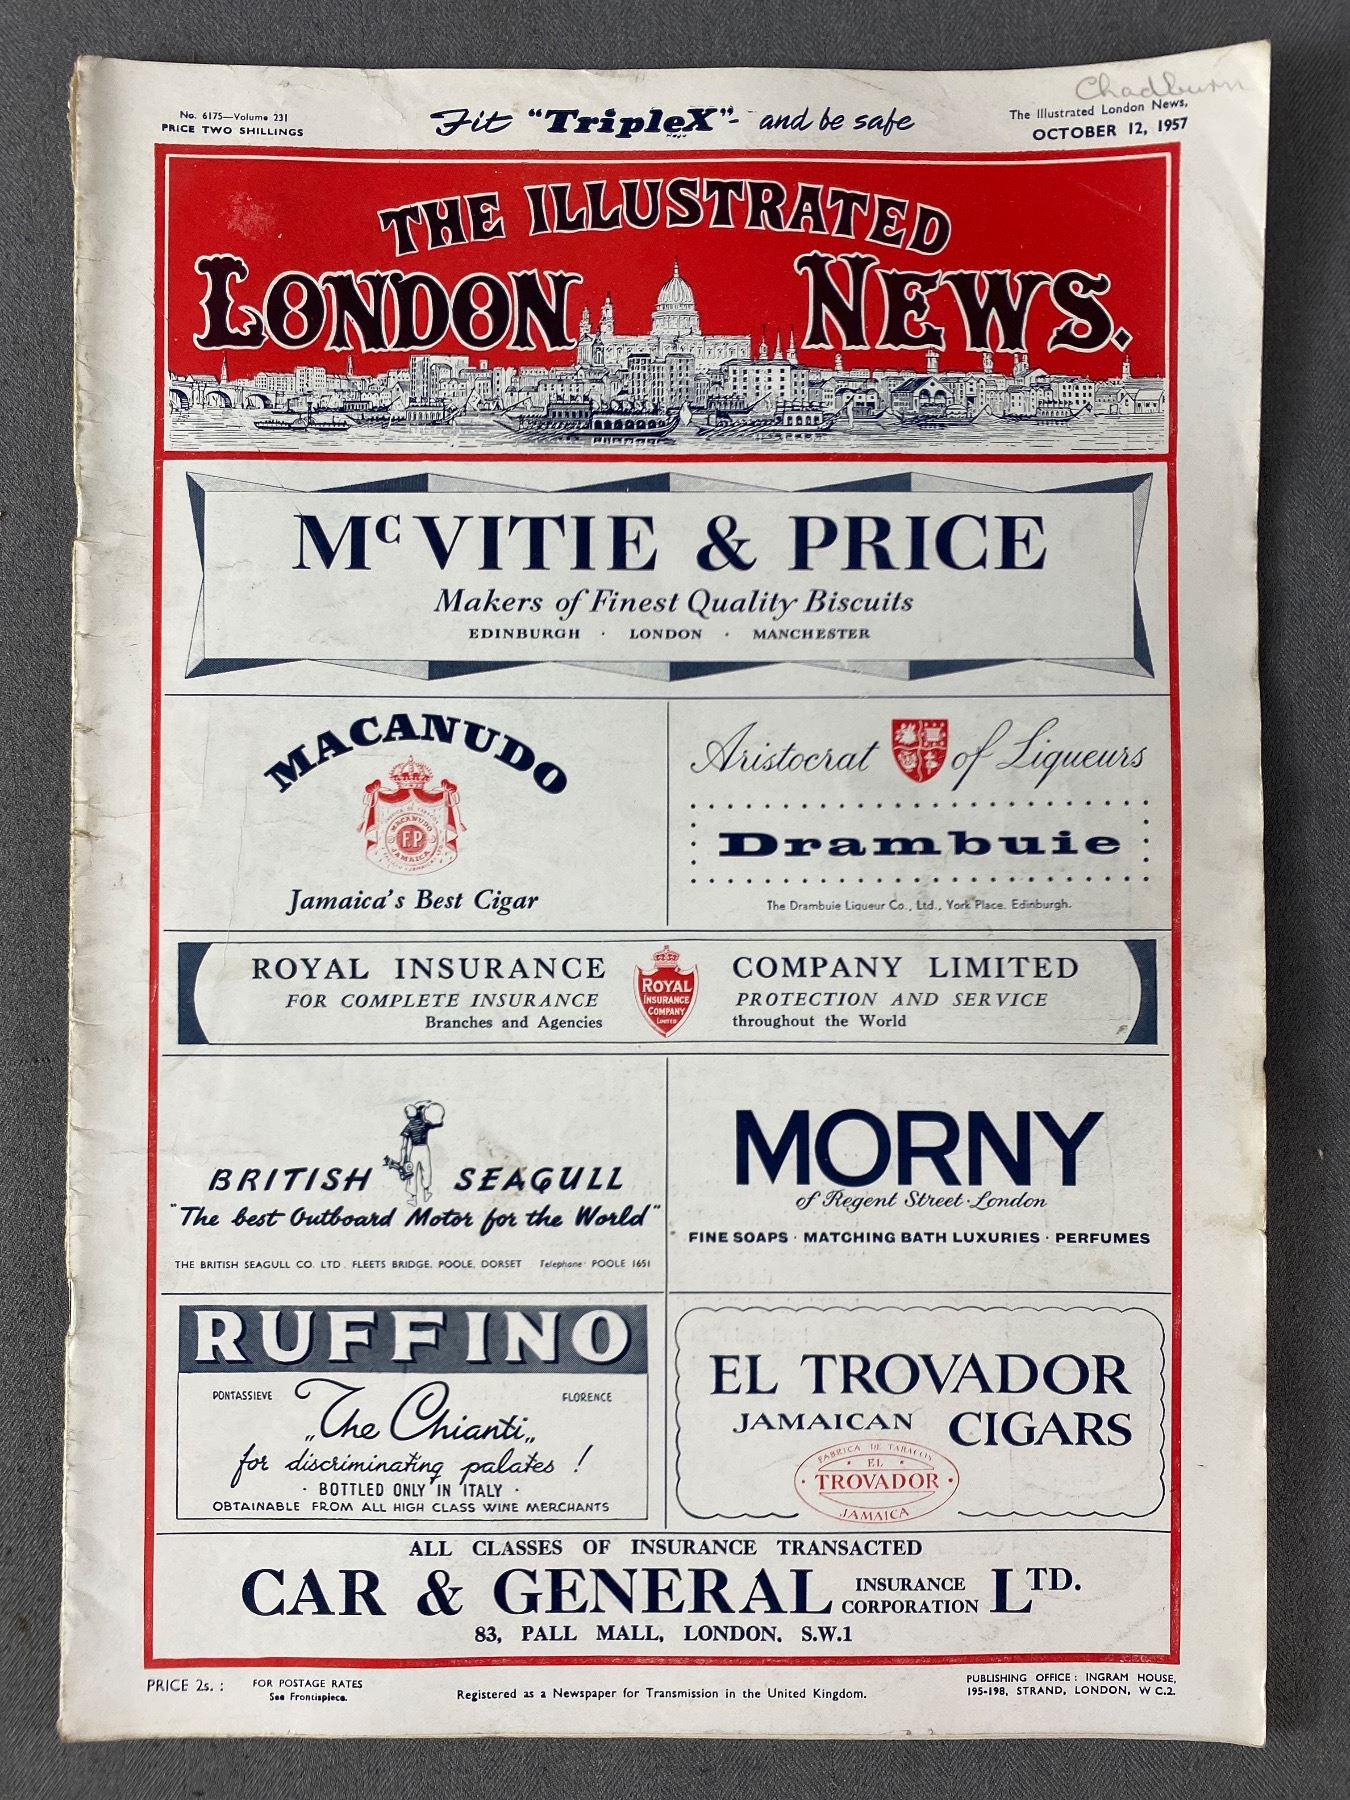 Chadburn
No. 6175—Volume 231
PRICE TWO SHILLINGS
Fit "TripleX"- and be safe
The Illustrated London News,
OCTOBER 12, 1957
THE ILLUSTRATED
LONDON NEWS.
McVITIE & PRICE
Makers of Finest Quality Biscuits
EDINBURGH · LONDON · MANCHESTER
MACANUDO
MACANUDO
F.P
JAMAICA
Jamaica's Best Cigar
Aristocrat of Liqueurs
Drambuie
The Drambuie Liqueur Co., Ltd., York Place, Edinburgh.
ROYAL INSURANCE COMPANY LIMITED
FOR COMPLETE INSURANCE PROTECTION AND SERVICE
Branches and Agencies throughout the World
ROYAL
INSURANCE
COMPANY
LIMITED
BRITISH SEAGULL
"The best Outboard Motor for the World"
THE BRITISH SEAGULL CO. LTD. FLEETS BRIDGE, POOLE, DORSET Telephone: POOLE 1651
MORNY
of Regent Street·London
FINE SOAPS · MATCHING BATH LUXURIES · PERFUMES
RUFFINO
PONTASSIEVE FLORENCE
„The Chianti„
for discriminating palates !
· BOTTLED ONLY IN ITALY ·
OBTAINABLE FROM ALL HIGH CLASS WINE MERCHANTS
EL TROVADOR
JAMAICAN CIGARS
FABRICA DE TABACOS
EL
TROVADOR
JAMAICA
ALL CLASSES OF INSURANCE TRANSACTED
CAR & GENERAL INSURANCE CORPORATION LTD.
83, PALL MALL, LONDON, S.W.1
PRICE 2s. :
FOR POSTAGE RATES
See Frontispiece.
Registered as a Newspaper for Transmission in the United Kingdom.
PUBLISHING OFFICE : INGRAM HOUSE,
195-198, STRAND, LONDON, W C.2.